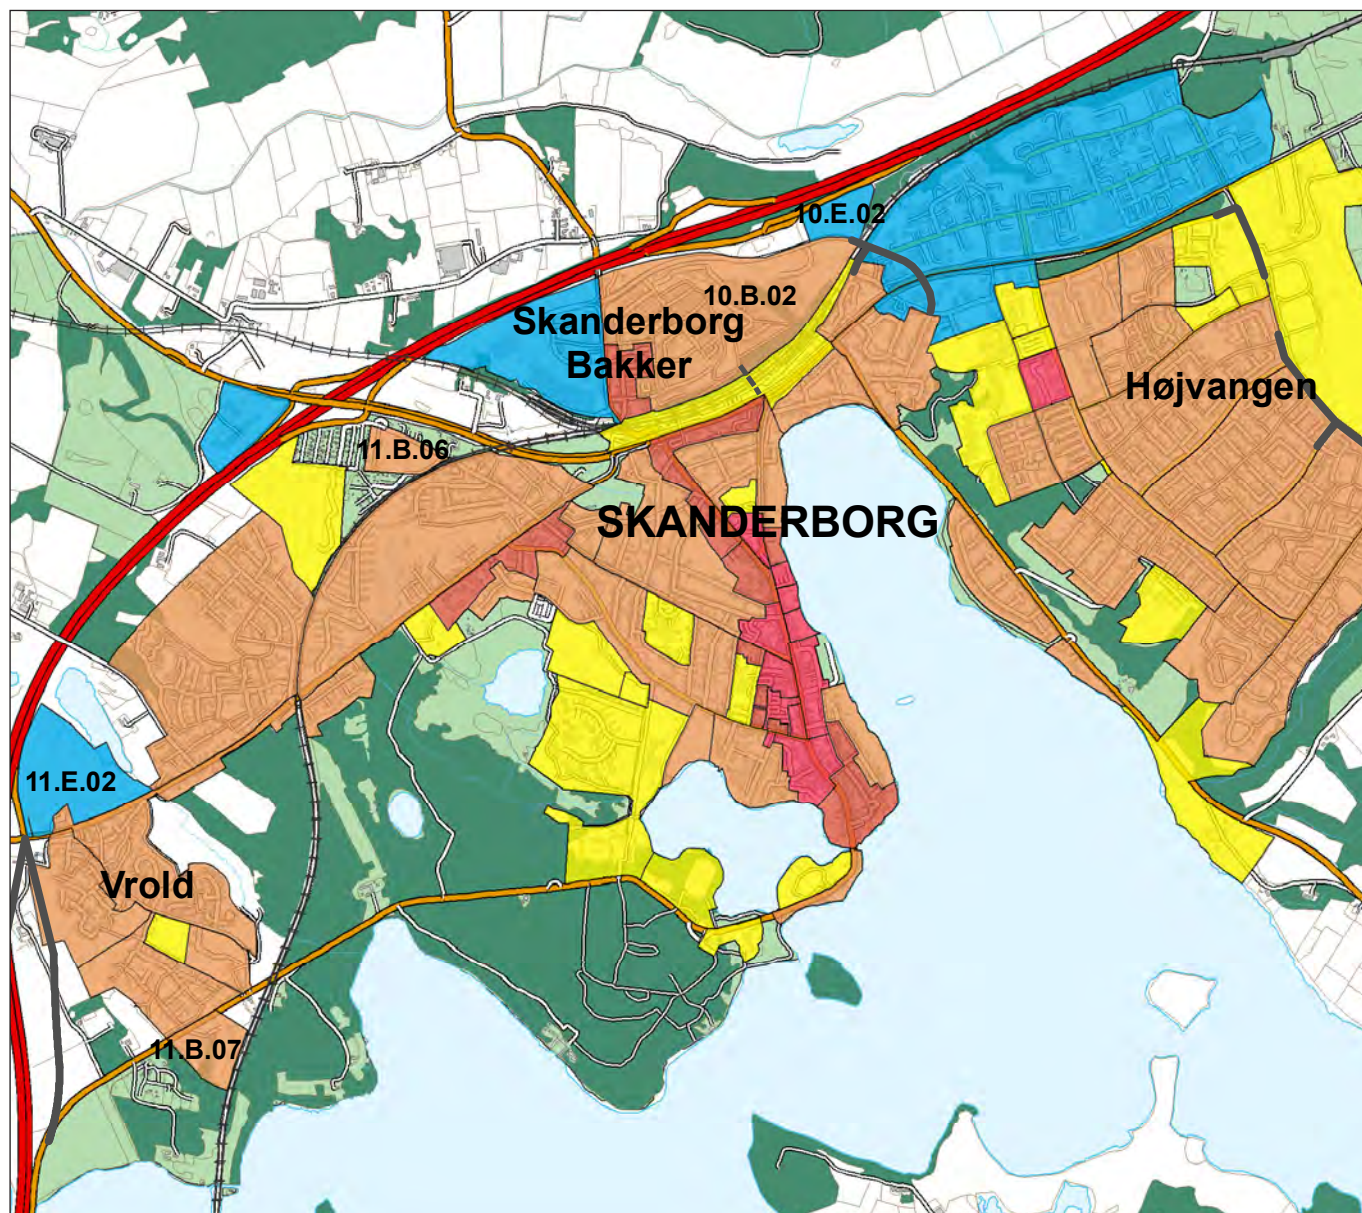 10.E.02
10.B.02
Skanderborg
Bakker
Højvangen
11.B.06
SKANDERBORG
11.E.02
Vrold
11.B.07